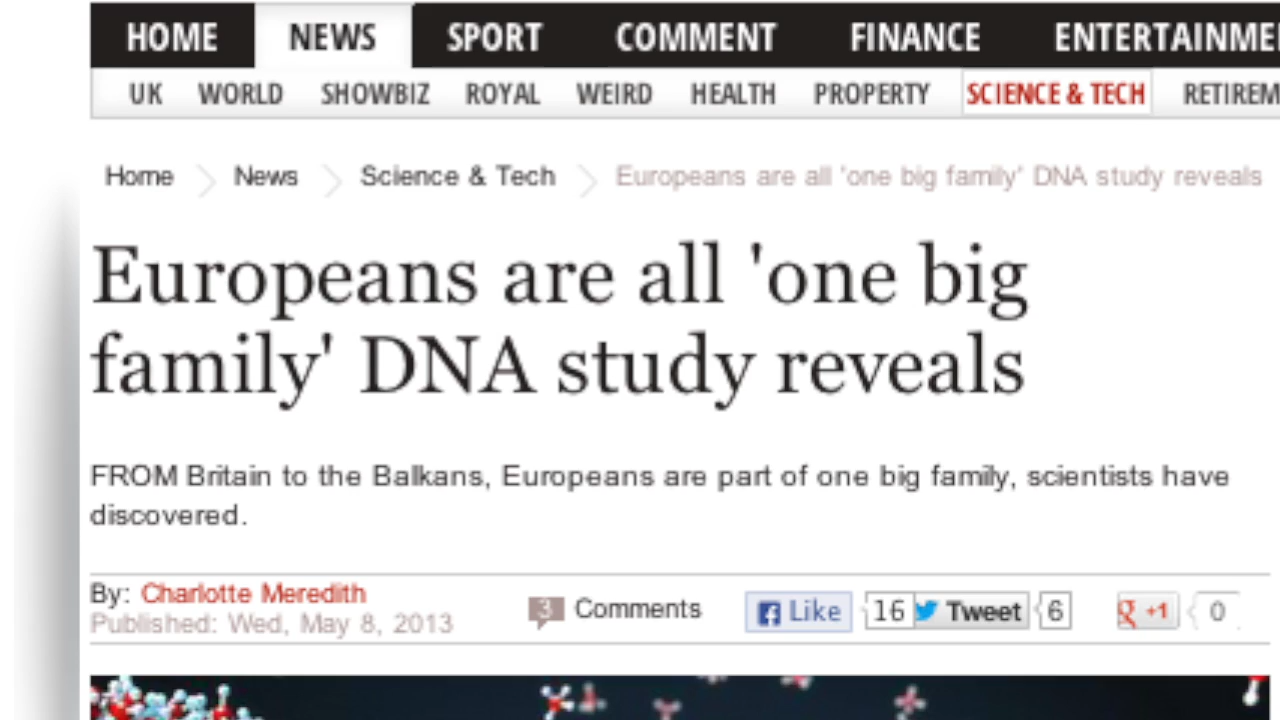 HOME NEWS SPORT COMMENT FINANCE ENTERTAINME
UK WORLD SHOWBIZ ROYAL WEIRD HEALTH PROPERTY SCIENCE & TECH RETIREM
Home News Science & Tech Europeans are all 'one big family' DNA study reveals
Europeans are all 'one big
family' DNA study reveals
FROM Britain to the Balkans, Europeans are part of one big family, scientists have
discovered.
By: Charlotte Meredith
Published: Wed, May 8, 2013
3 Comments Like 16 Tweet 6 g +1 0